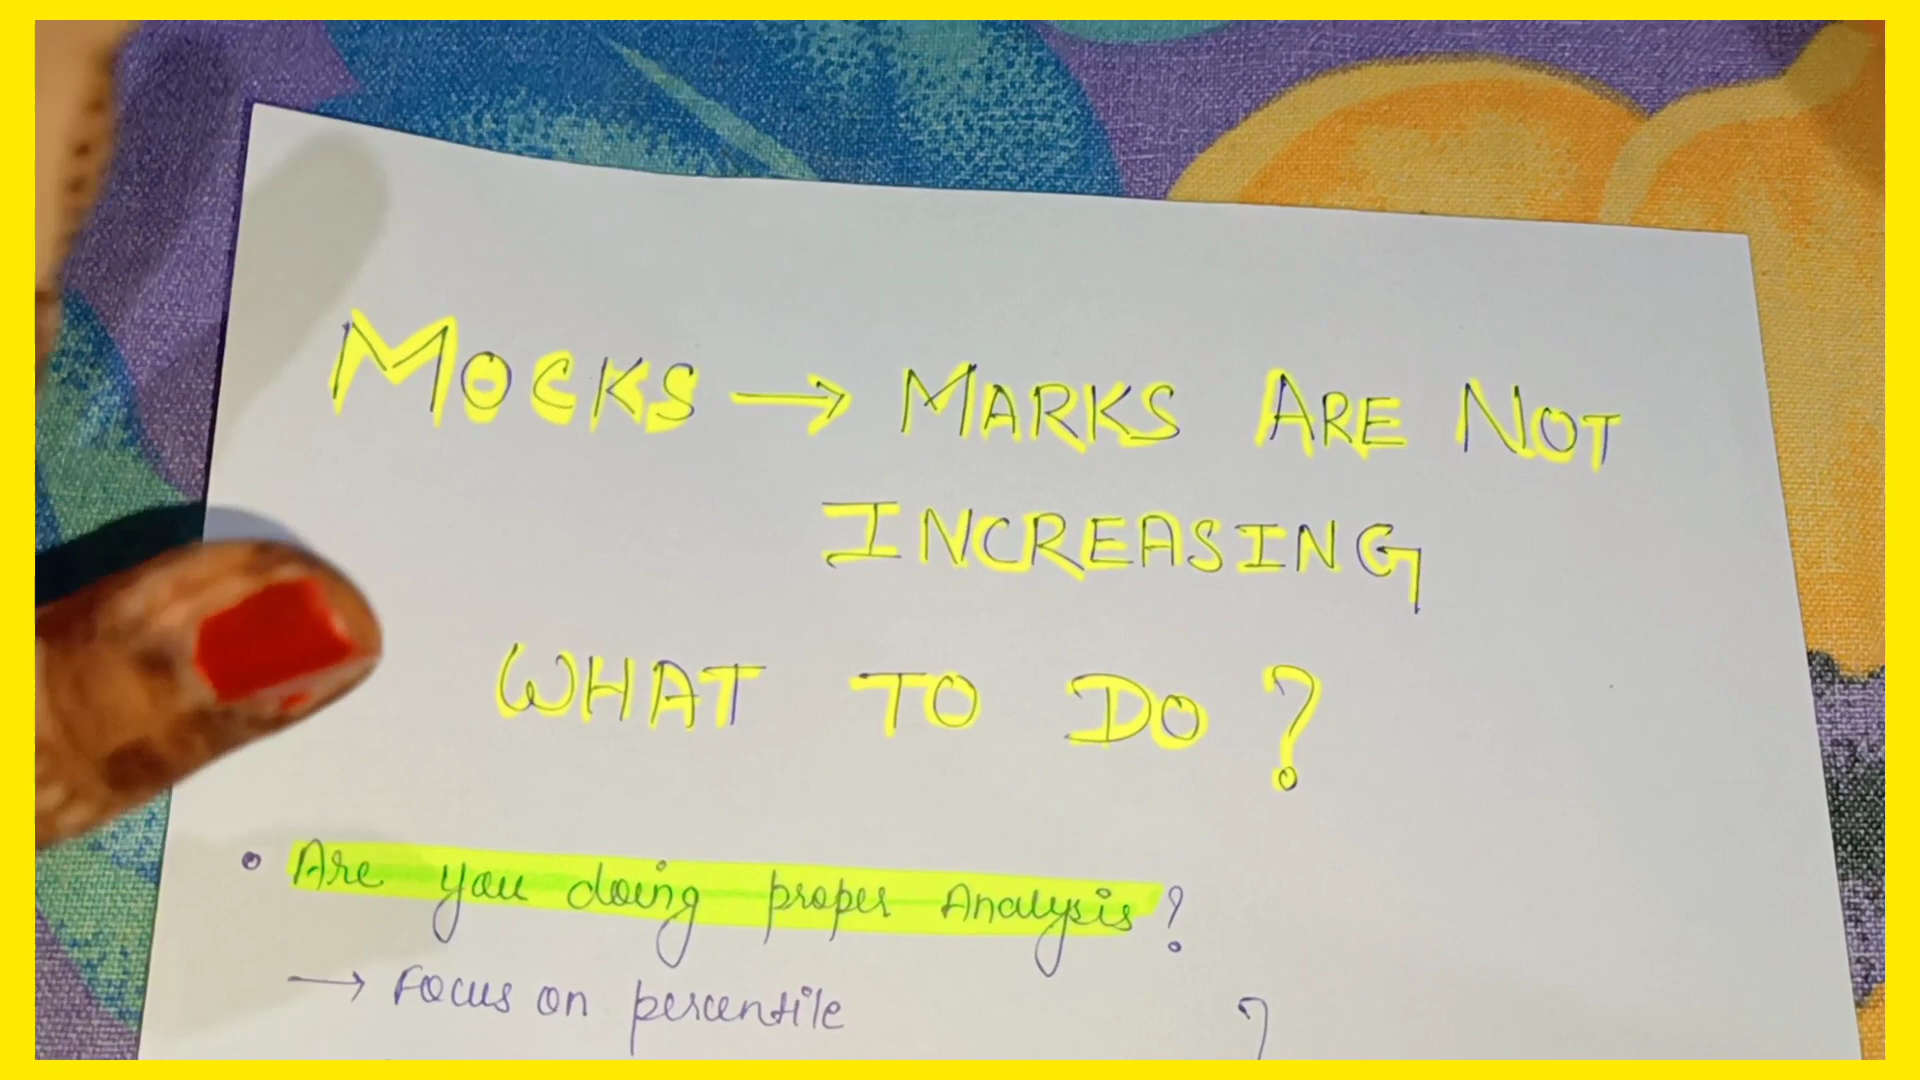 MOCKS → MARKS ARE NOT
INCREASING
WHAT TO DO ?
• Are you doing proper Analysis ?
→ Focus on percentile
?